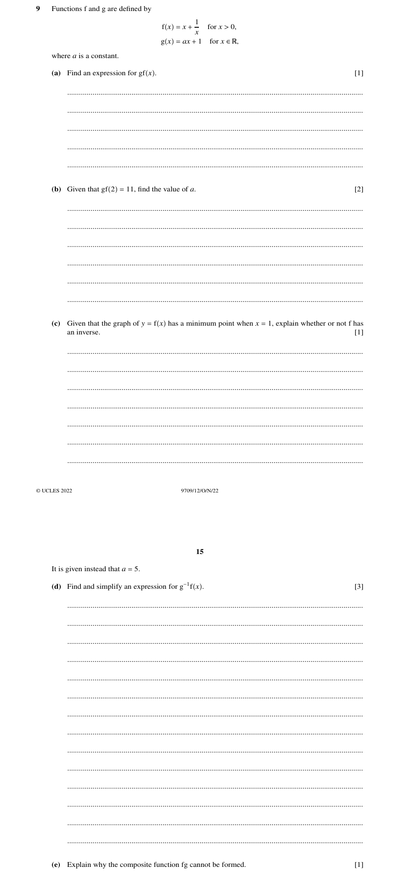 9 Functions f and g are defined by
f(x) = x + 1/x for x > 0,
g(x) = ax + 1 for x ∈ ℝ,
where a is a constant.
(a) Find an expression for gf(x). [1]
(b) Given that gf(2) = 11, find the value of a. [2]
(c) Given that the graph of y = f(x) has a minimum point when x = 1, explain whether or not f has
an inverse. [1]
© UCLES 2022 9709/12/O/N/22
15
It is given instead that a = 5.
(d) Find and simplify an expression for g⁻¹f(x). [3]
(e) Explain why the composite function fg cannot be formed. [1]